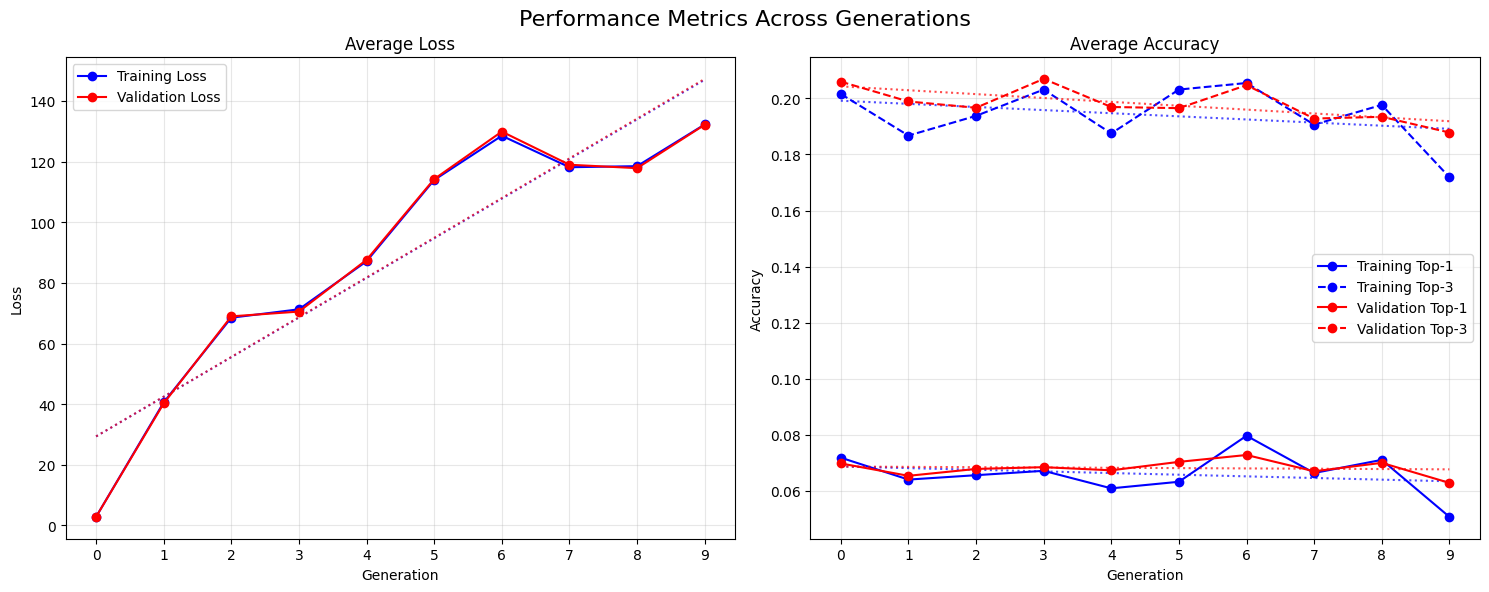 Performance Metrics Across Generations
Average Loss
Training Loss
Validation Loss
140
120
100
80
60
40
20
0
Loss
0 1 2 3 4 5 6 7 8 9
Generation
Average Accuracy
0.20
0.18
0.16
0.14
0.12
0.10
0.08
0.06
Accuracy
Training Top-1
Training Top-3
Validation Top-1
Validation Top-3
0 1 2 3 4 5 6 7 8 9
Generation